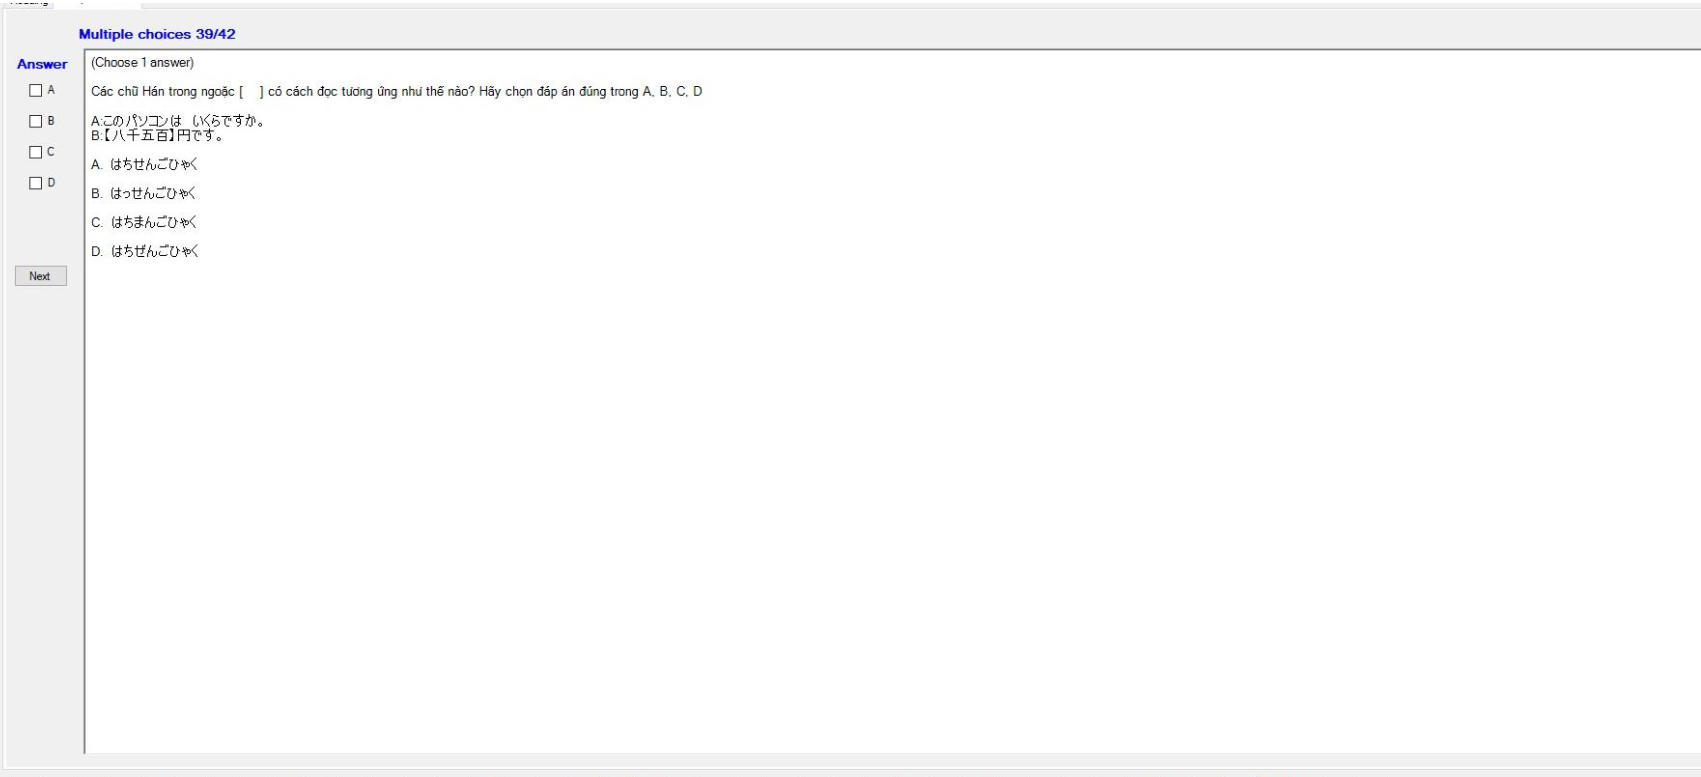 Multiple choices 39/42
Answer
(Choose 1 answer)
A
Các chữ Hán trong ngoặc [    ] có cách đọc tương ứng như thế nào? Hãy chọn đáp án đúng trong A, B, C, D
B
A:このパソコンは　いくらですか。
B:【八千五百】円です。
C
A. はちせんごひゃく
D
B. はっせんごひゃく
C. はちまんごひゃく
D. はちぜんごひゃく
Next